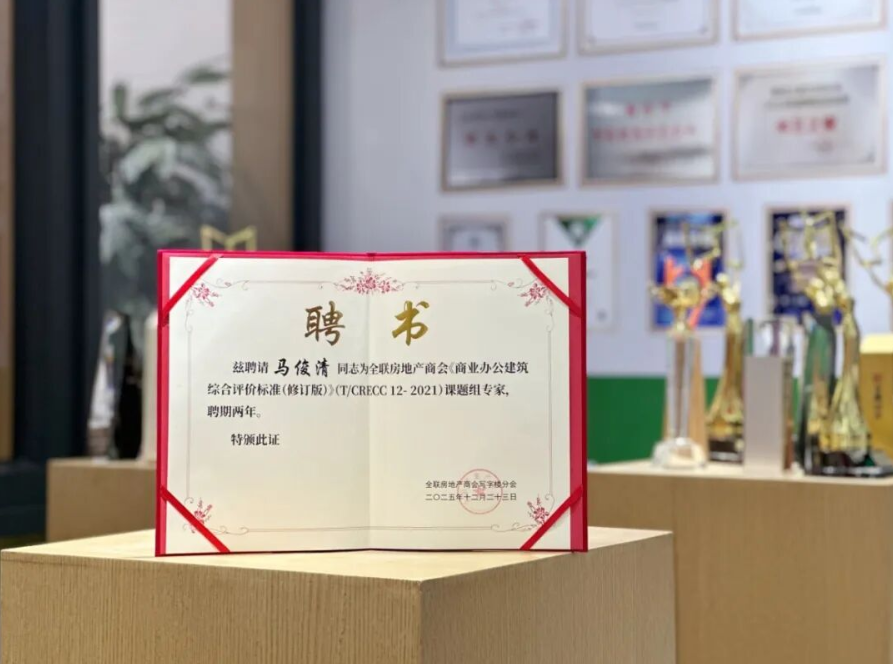 聘 书
兹聘请 马俊清 同志为全联房地产商会《商业办公建筑
综合评价标准(修订版)》(T/CRECC 12- 2021)课题组专家,
聘期两年。
特颁此证
全联房地产商会写字楼分会
二〇二五年十二月二十三日